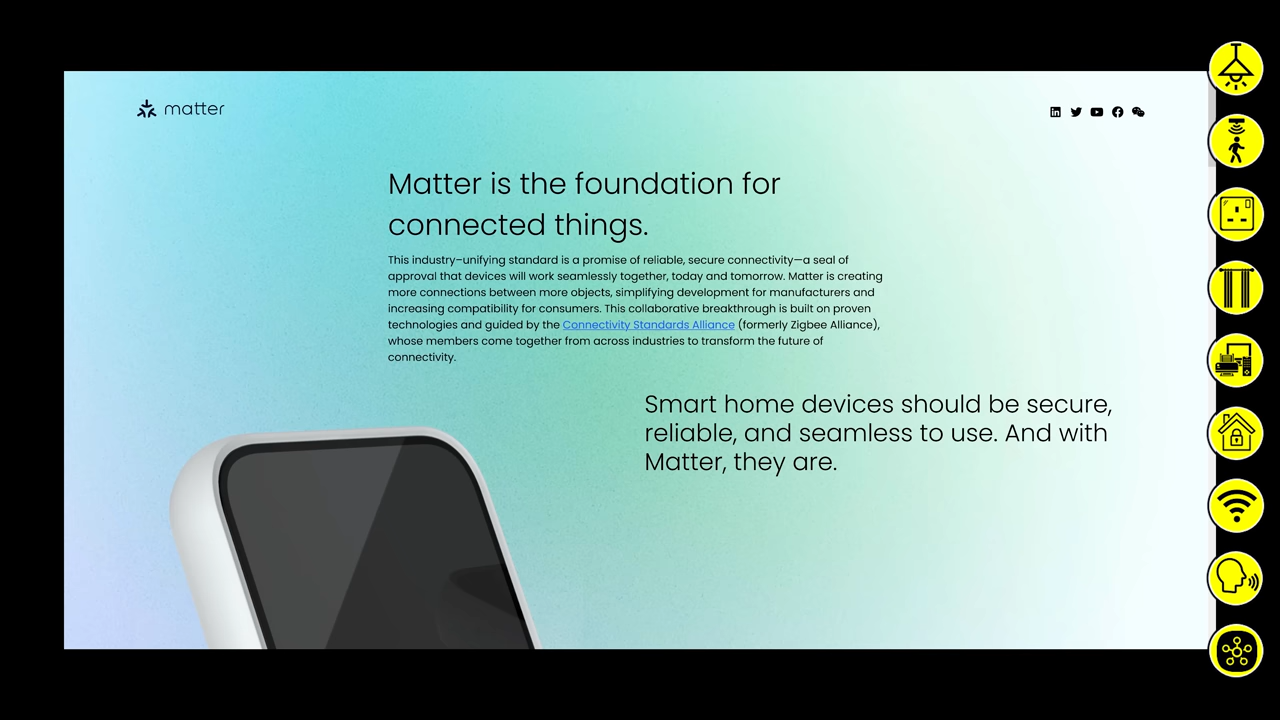 matter
Matter is the foundation for
connected things.
This industry-unifying standard is a promise of reliable, secure connectivity—a seal of
approval that devices will work seamlessly together, today and tomorrow. Matter is creating
more connections between more objects, simplifying development for manufacturers and
increasing compatibility for consumers. This collaborative breakthrough is built on proven
technologies and guided by the Connectivity Standards Alliance (formerly Zigbee Alliance),
whose members come together from across industries to transform the future of
connectivity.
Smart home devices should be secure,
reliable, and seamless to use. And with
Matter, they are.